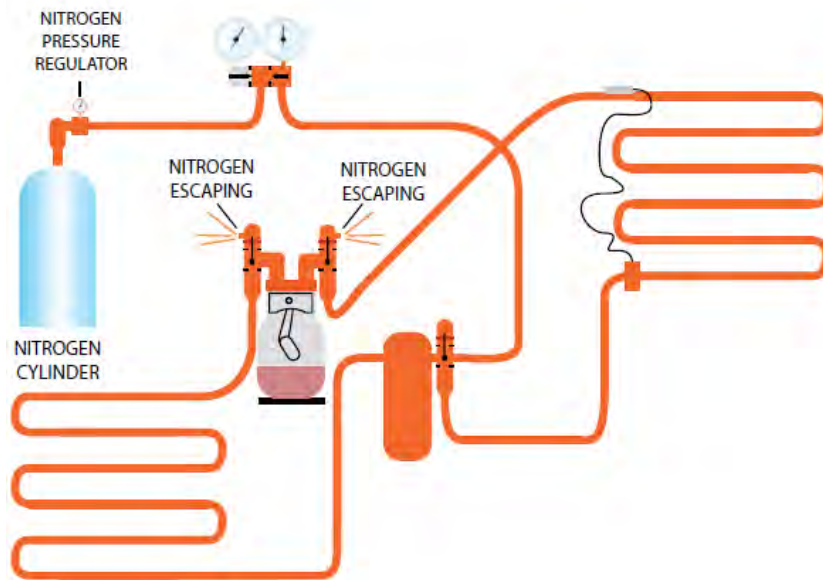 NITROGEN
PRESSURE
REGULATOR
NITROGEN
ESCAPING
NITROGEN
ESCAPING
NITROGEN
CYLINDER